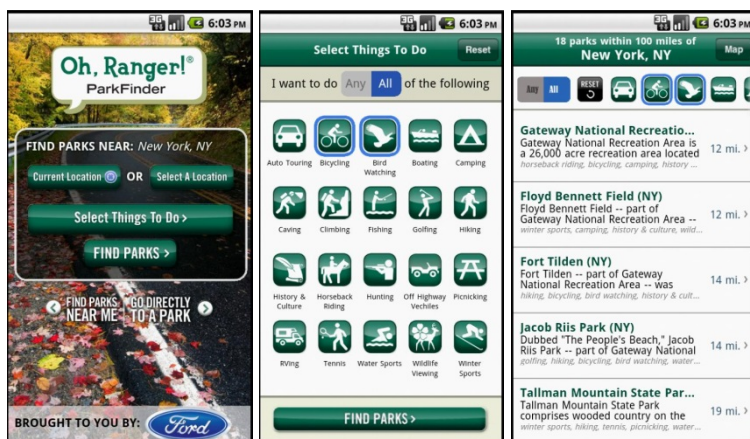 3G 6:03 PM
Oh, Ranger!®
ParkFinder
FIND PARKS NEAR: New York, NY
Current Location OR Select A Location
Select Things To Do >
FIND PARKS >
FIND PARKS NEAR ME
GO DIRECTLY TO A PARK
BROUGHT TO YOU BY: Ford
3G 6:03 PM
Select Things To Do Reset
I want to do Any All of the following
Auto Touring Bicycling Bird Watching Boating Camping
Caving Climbing Fishing Golfing Hiking
History & Culture Horseback Riding Hunting Off Highway Vechiles Picnicking
RVing Tennis Water Sports Wildlife Viewing Winter Sports
FIND PARKS >
3G 6:03 PM
18 parks within 100 miles of
New York, NY Map
Any All RESET
Gateway National Recreatio...
Gateway National Recreation Area is
a 26,000 acre recreation area located 12 mi. >
horseback riding, bicycling, camping, history ...
Floyd Bennett Field (NY)
Floyd Bennett Field -- part of
Gateway National Recreation Area -- 12 mi. >
winter sports, camping, history & culture, wild...
Fort Tilden (NY)
Fort Tilden -- part of Gateway
National Recreation Area -- was 14 mi. >
hiking, bicycling, bird watching, history & cult...
Jacob Riis Park (NY)
Dubbed "The People's Beach," Jacob
Riis Park -- part of Gateway National 14 mi. >
golfing, hiking, bicycling, bird watching, water...
Tallman Mountain State Par...
Tallman Mountain State Park
comprises wooded country on the 19 mi. >
winter sports, hiking, tennis, picnicking, water...